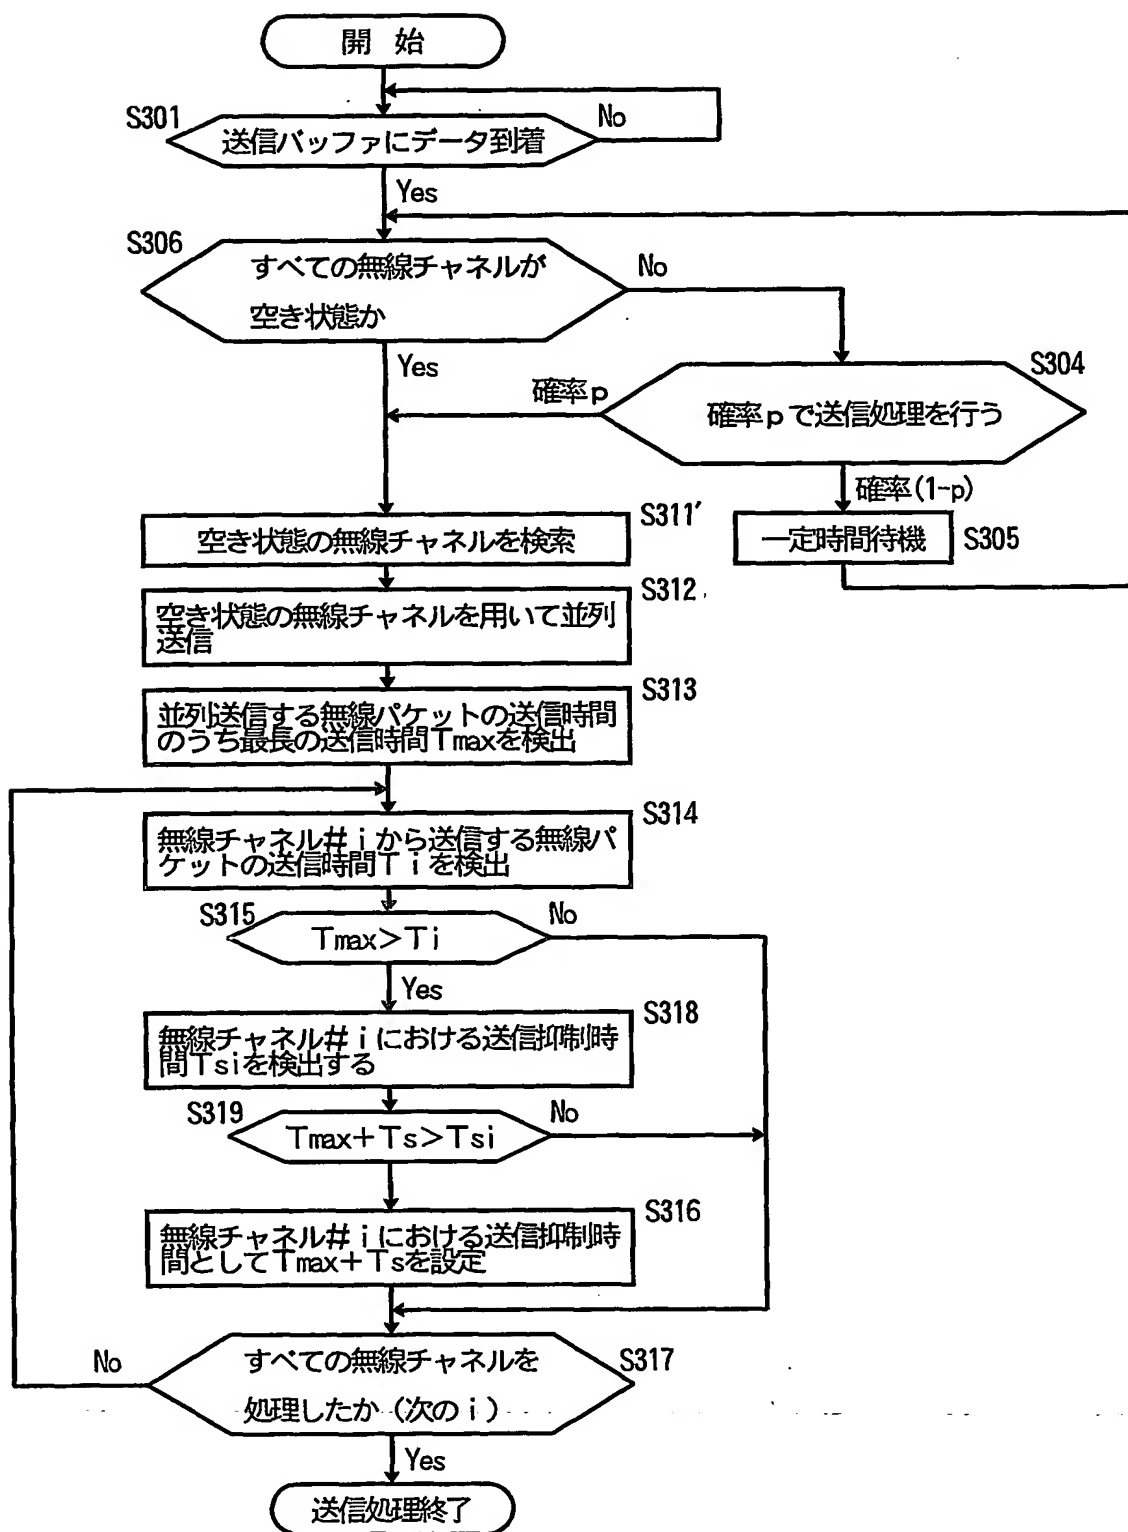 開 始
S301
送信バッファにデータ到着
No
Yes
S306
すべての無線チャネルが
空き状態か
No
Yes
S304
確率p
確率pで送信処理を行う
確率(1-p)
S311′
空き状態の無線チャネルを検索
一定時間待機
S305
S312
空き状態の無線チャネルを用いて並列
送信
S313
並列送信する無線パケットの送信時間
のうち最長の送信時間Tmaxを検出
S314
無線チャネル#iから送信する無線パ
ケットの送信時間Tiを検出
S315
No
Tmax>Ti
Yes
S318
無線チャネル#iにおける送信抑制時
間Tsiを検出する
S319
No
Tmax+Ts>Tsi
S316
無線チャネル#iにおける送信抑制時
間としてTmax+Tsを設定
No
すべての無線チャネルを
処理したか(次のi)
S317
Yes
送信処理終了